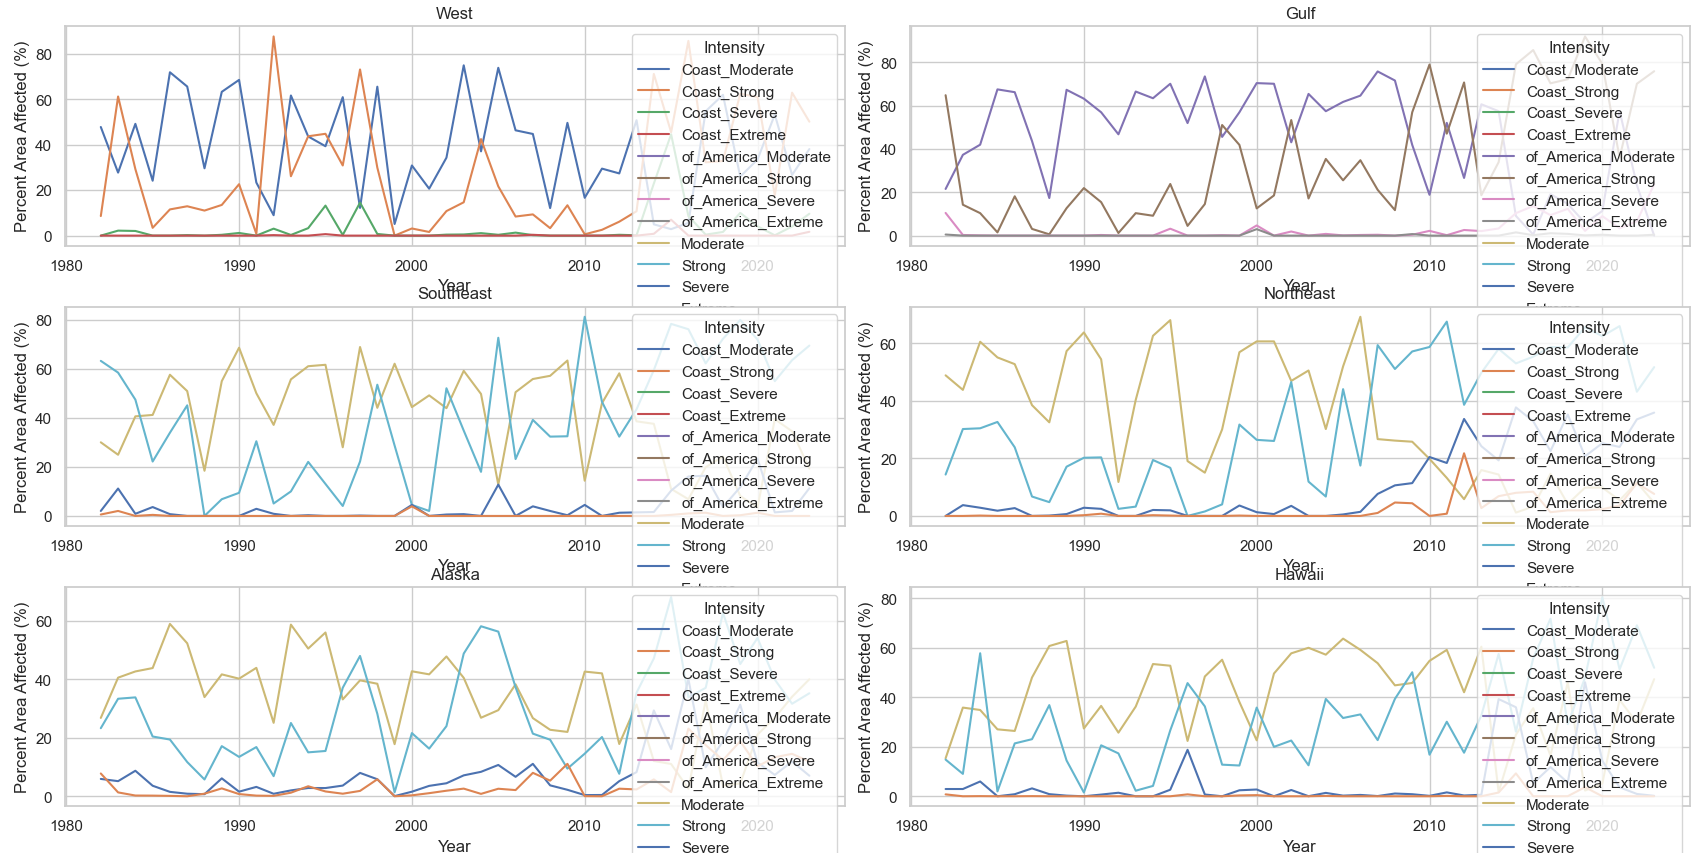 West
Percent Area Affected (%)
80
60
40
20
0
1980
1990
2000
2010
2020
Year
Intensity
Coast_Moderate
Coast_Strong
Coast_Severe
Coast_Extreme
of_America_Moderate
of_America_Strong
of_America_Severe
of_America_Extreme
Moderate
Strong
Severe
Gulf
Percent Area Affected (%)
80
60
40
20
0
1980
1990
2000
2010
2020
Year
Intensity
Coast_Moderate
Coast_Strong
Coast_Severe
Coast_Extreme
of_America_Moderate
of_America_Strong
of_America_Severe
of_America_Extreme
Moderate
Strong
Severe
Southeast
Percent Area Affected (%)
80
60
40
20
0
1980
1990
2000
2010
2020
Year
Intensity
Coast_Moderate
Coast_Strong
Coast_Severe
Coast_Extreme
of_America_Moderate
of_America_Strong
of_America_Severe
of_America_Extreme
Moderate
Strong
Severe
Northeast
Percent Area Affected (%)
60
40
20
0
1980
1990
2000
2010
2020
Year
Intensity
Coast_Moderate
Coast_Strong
Coast_Severe
Coast_Extreme
of_America_Moderate
of_America_Strong
of_America_Severe
of_America_Extreme
Moderate
Strong
Severe
Alaska
Percent Area Affected (%)
60
40
20
0
1980
1990
2000
2010
2020
Year
Intensity
Coast_Moderate
Coast_Strong
Coast_Severe
Coast_Extreme
of_America_Moderate
of_America_Strong
of_America_Severe
of_America_Extreme
Moderate
Strong
Severe
Hawaii
Percent Area Affected (%)
80
60
40
20
0
1980
1990
2000
2010
2020
Year
Intensity
Coast_Moderate
Coast_Strong
Coast_Severe
Coast_Extreme
of_America_Moderate
of_America_Strong
of_America_Severe
of_America_Extreme
Moderate
Strong
Severe